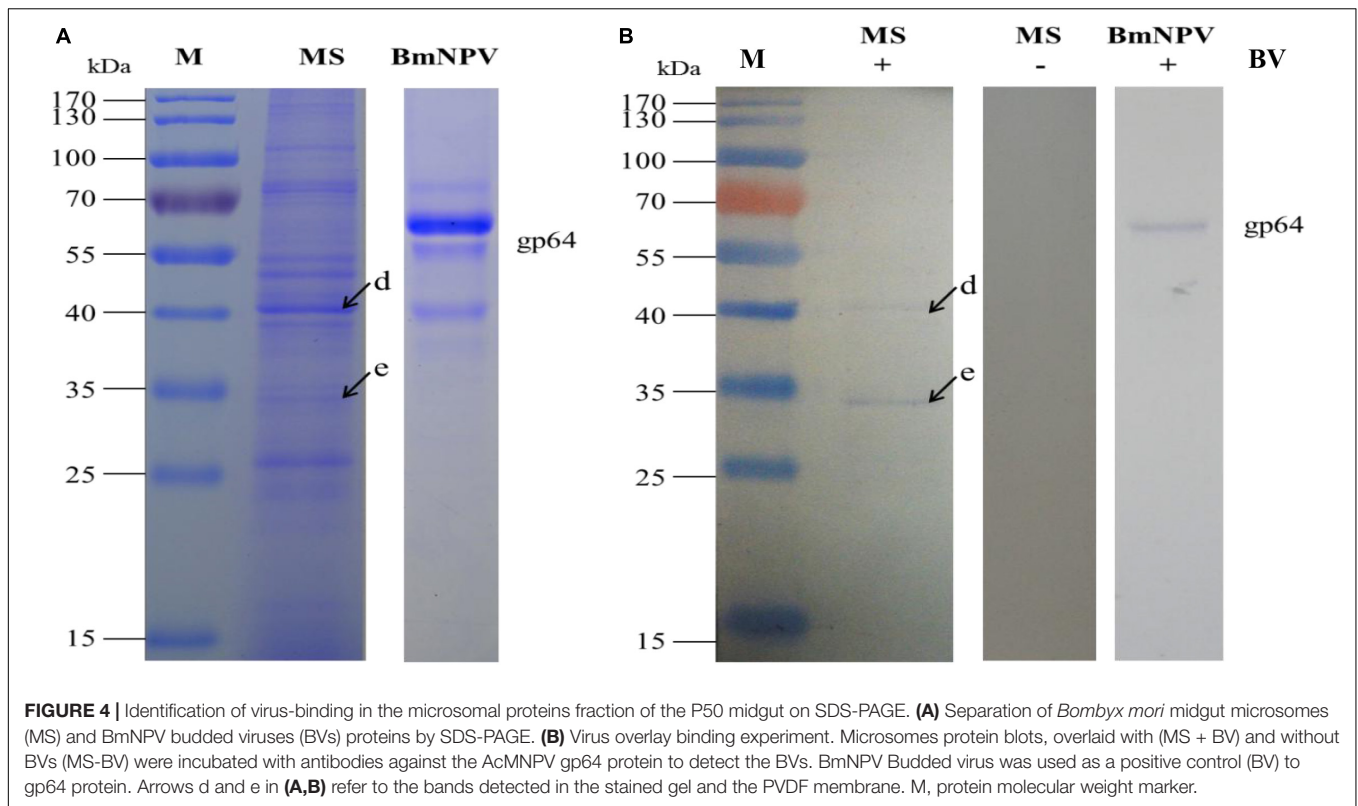 A
B
M MS BmNPV
kDa
170
130
100
70
55
40
35
25
15
d
e
gp64
MS MS BmNPV
M + - + BV
kDa
170
130
100
70
55
40
35
25
15
d
e
gp64
FIGURE 4 | Identification of virus-binding in the microsomal proteins fraction of the P50 midgut on SDS-PAGE. (A) Separation of Bombyx mori midgut microsomes
(MS) and BmNPV budded viruses (BVs) proteins by SDS-PAGE. (B) Virus overlay binding experiment. Microsomes protein blots, overlaid with (MS + BV) and without
BVs (MS-BV) were incubated with antibodies against the AcMNPV gp64 protein to detect the BVs. BmNPV Budded virus was used as a positive control (BV) to
gp64 protein. Arrows d and e in (A,B) refer to the bands detected in the stained gel and the PVDF membrane. M, protein molecular weight marker.